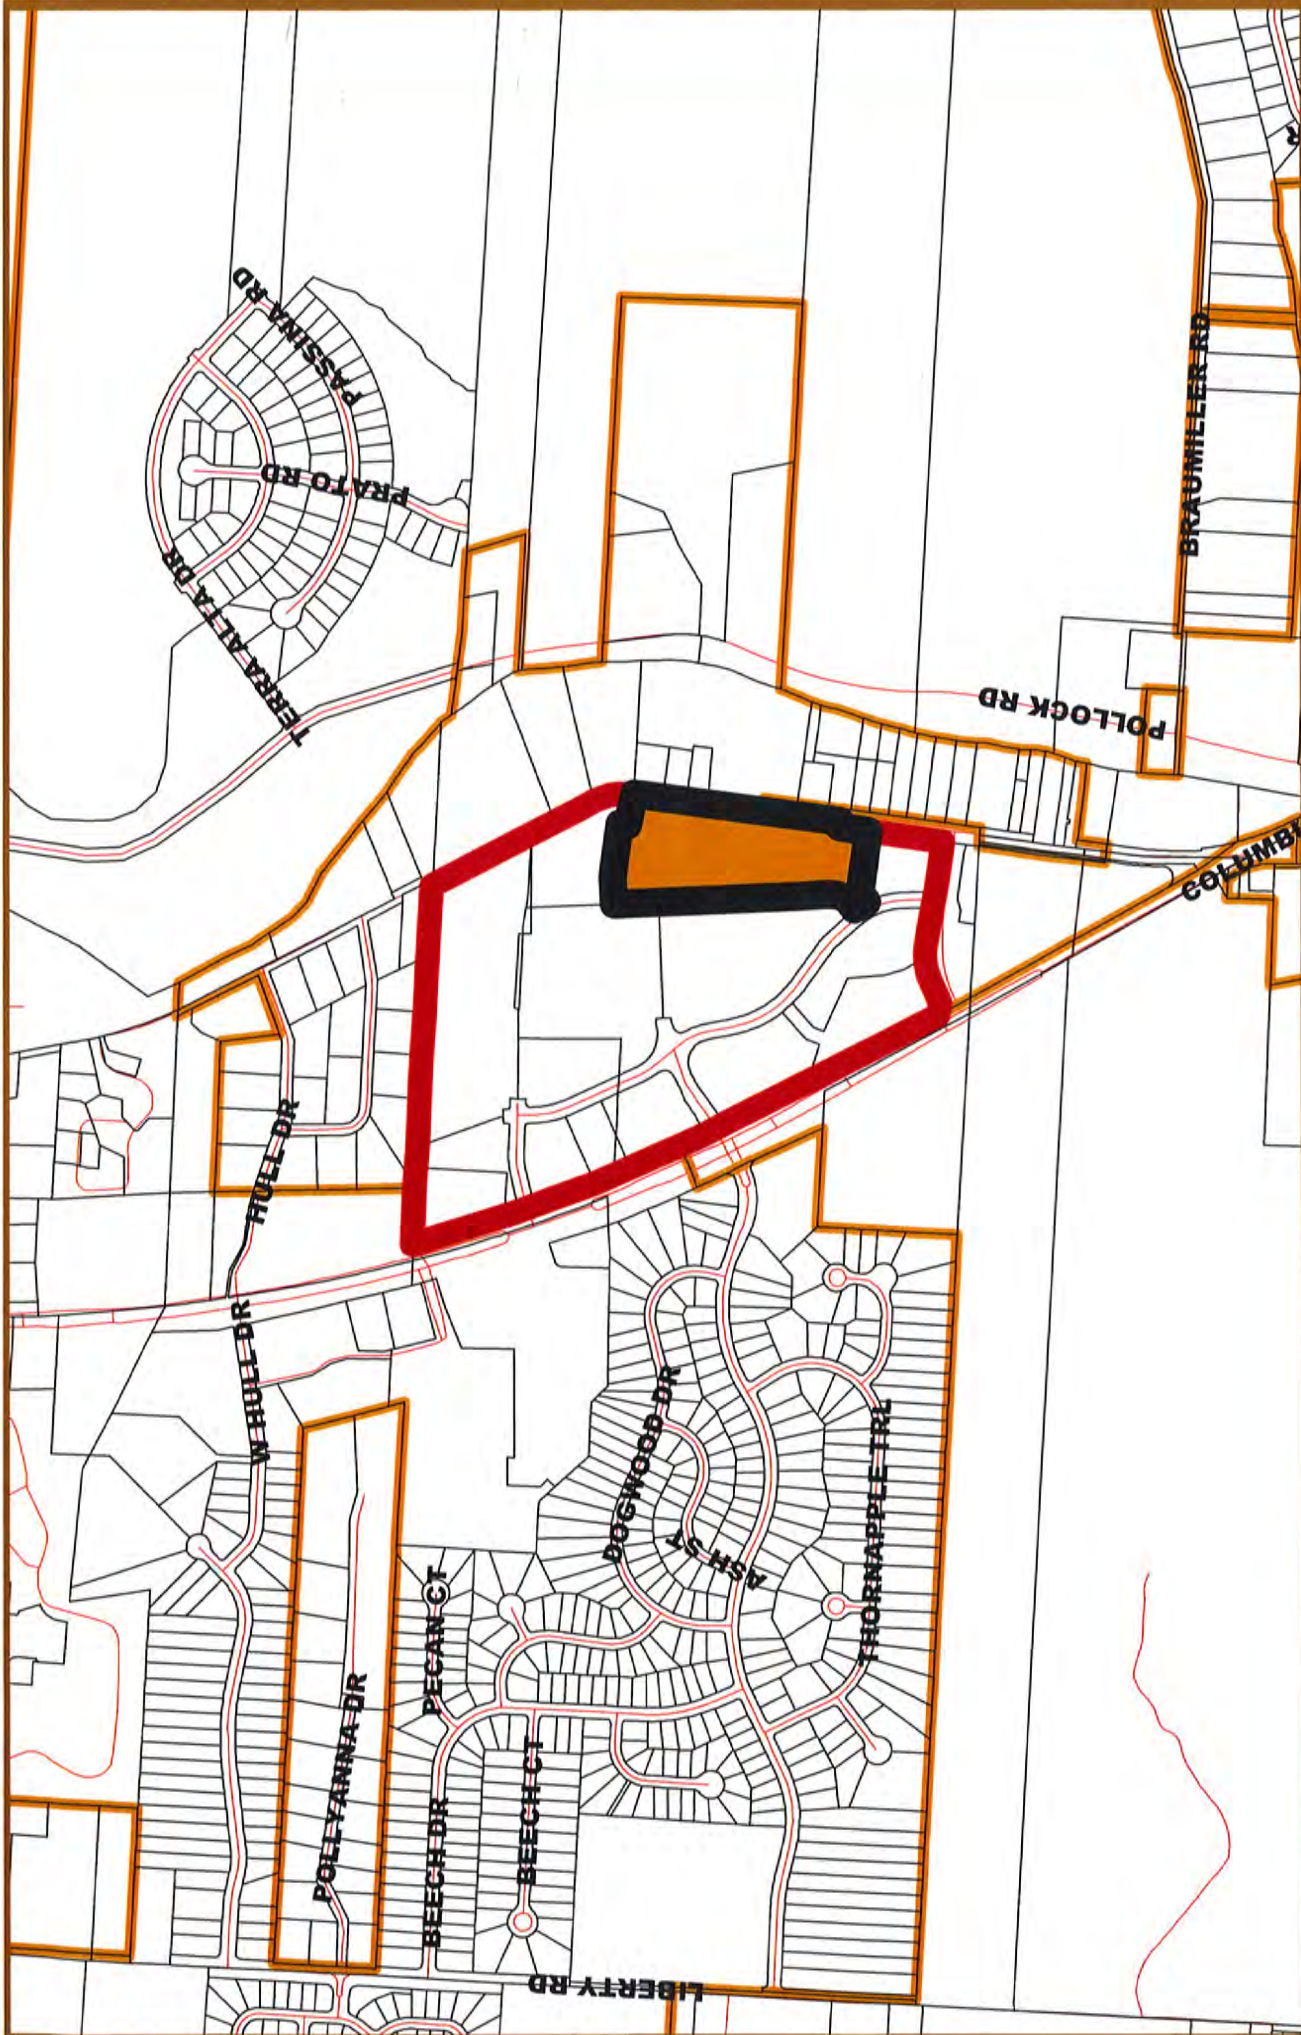 PASSINA RD
PRATO RD
BRAUMILLER RD
TERRA ALTA DR
POLLOCK RD
COLUMB
HULL DR
W HULL DR
DOGWOOD DR
ASH ST
THORNAPPLE TRL
PECAN CT
POLLYANNA DR
BEECH CT
BEECH DR
LIBERTY RD